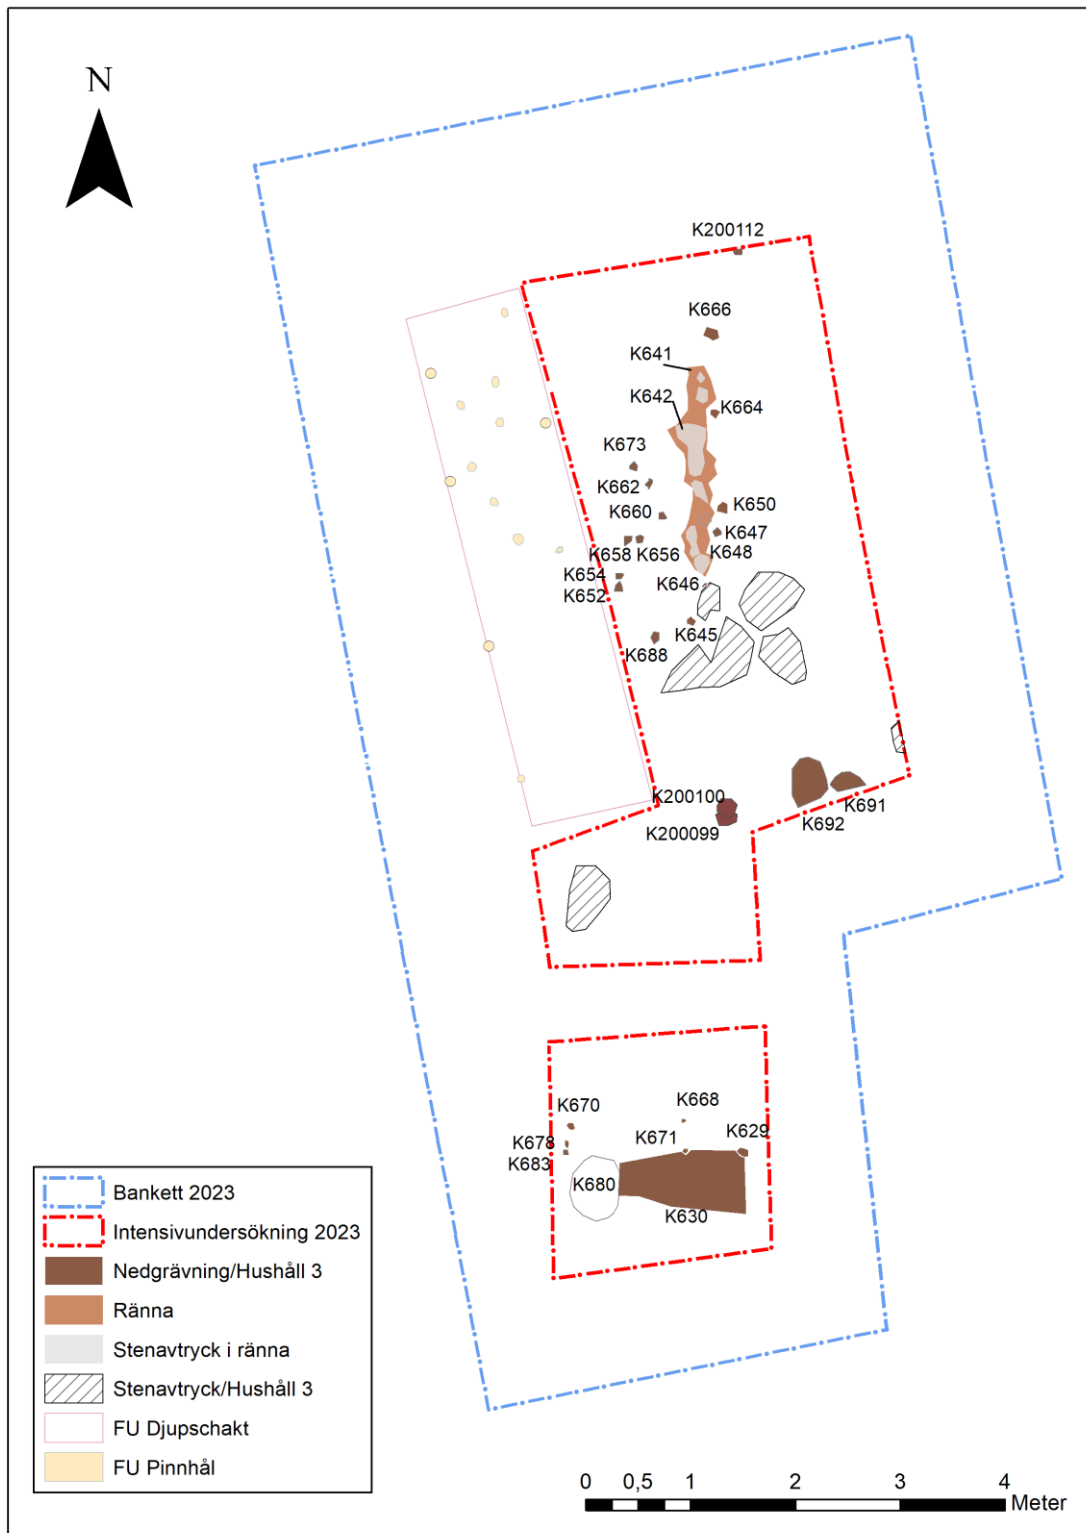 N
K200112
K666
K641
K642
K664
K673
K662
K650
K660
K647
K658
K656
K648
K654
K646
K652
K645
K688
K200100
K691
K692
K200099
K670
K668
K678
K671
K629
K683
K680
K630
Bankett 2023
Intensivundersökning 2023
Nedgrävning/Hushåll 3
Ränna
Stenavtryck i ränna
Stenavtryck/Hushåll 3
FU Djupschakt
FU Pinnhål
0 0,5 1 2 3 4
Meter